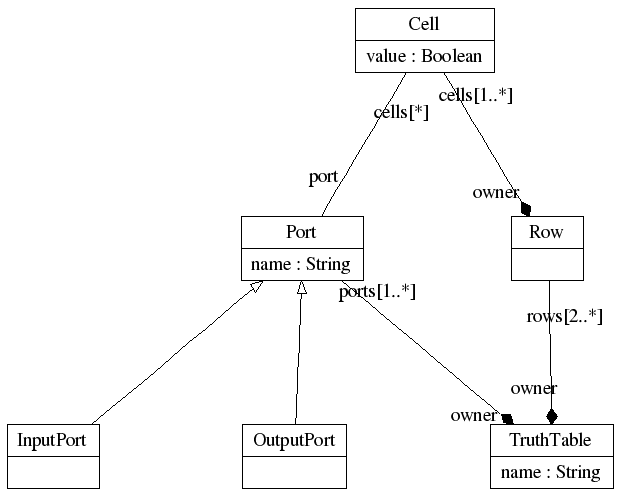 Cell
value : Boolean
cells[*]
cells[1..*]
port
owner
Port
name : String
Row
ports[1..*]
rows[2..*]
owner
owner
InputPort
OutputPort
TruthTable
name : String